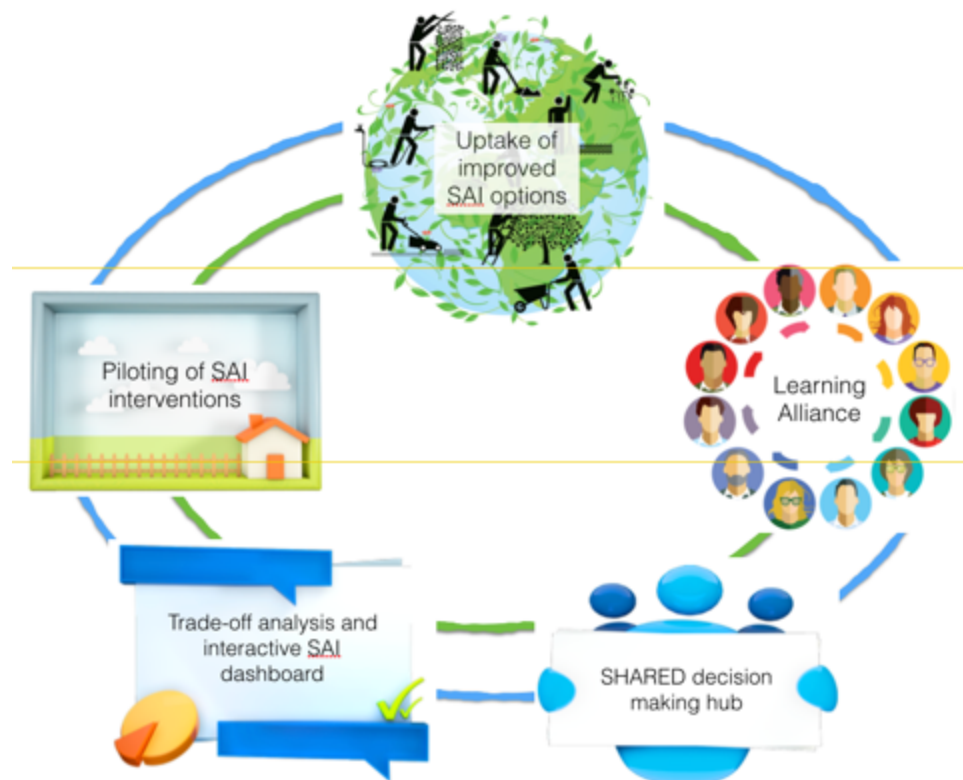 Uptake of
improved
SAI options
Piloting of SAI
interventions
Learning
Alliance
Trade-off analysis and
interactive SAI
dashboard
SHARED decision
making hub